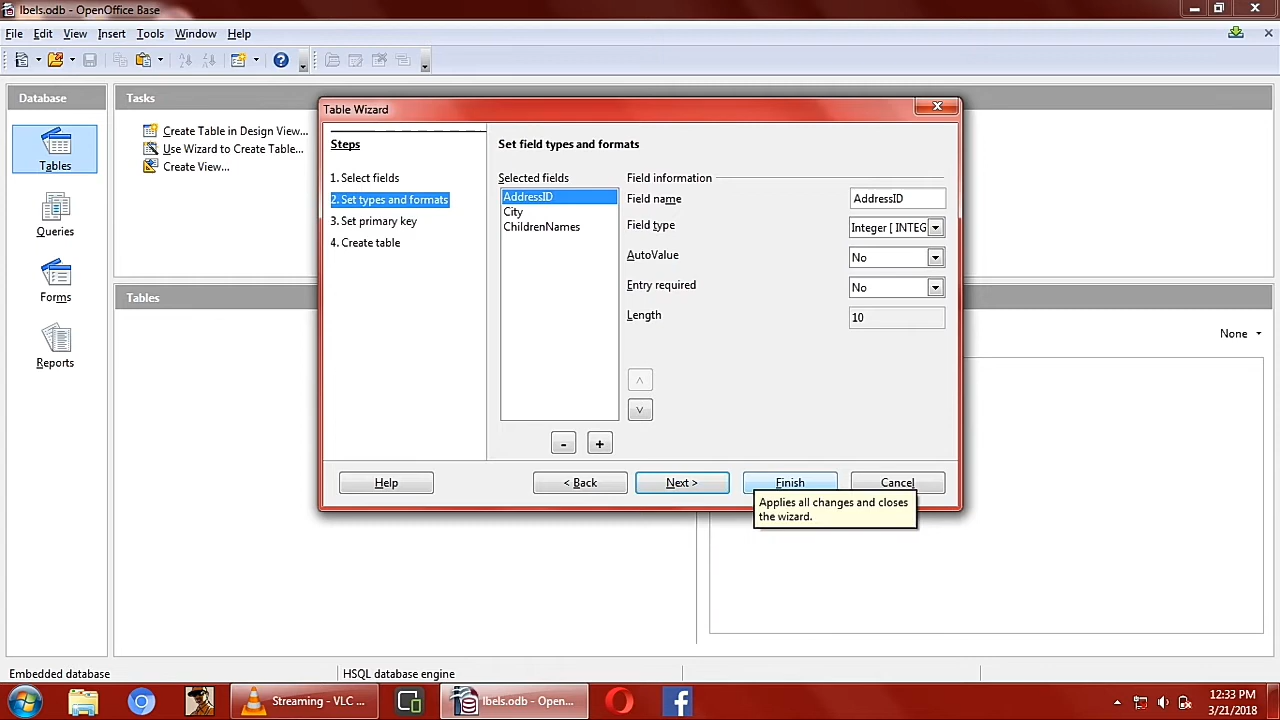 lbels.odb - OpenOffice Base
File Edit View Insert Tools Window Help
Database
Tables
Queries
Forms
Reports
Tasks
Create Table in Design View...
Use Wizard to Create Table...
Create View...
Tables
None
Table Wizard
Steps
1. Select fields
2. Set types and formats
3. Set primary key
4. Create table
Set field types and formats
Selected fields
AddressID
City
ChildrenNames
Field information
Field name AddressID
Field type Integer [ INTEG
AutoValue No
Entry required No
Length 10
- +
Help < Back Next > Finish Cancel
Applies all changes and closes
the wizard.
Embedded database HSQL database engine
Streaming - VLC ... lbels.odb - OpenO... 12:33 PM
3/21/2018